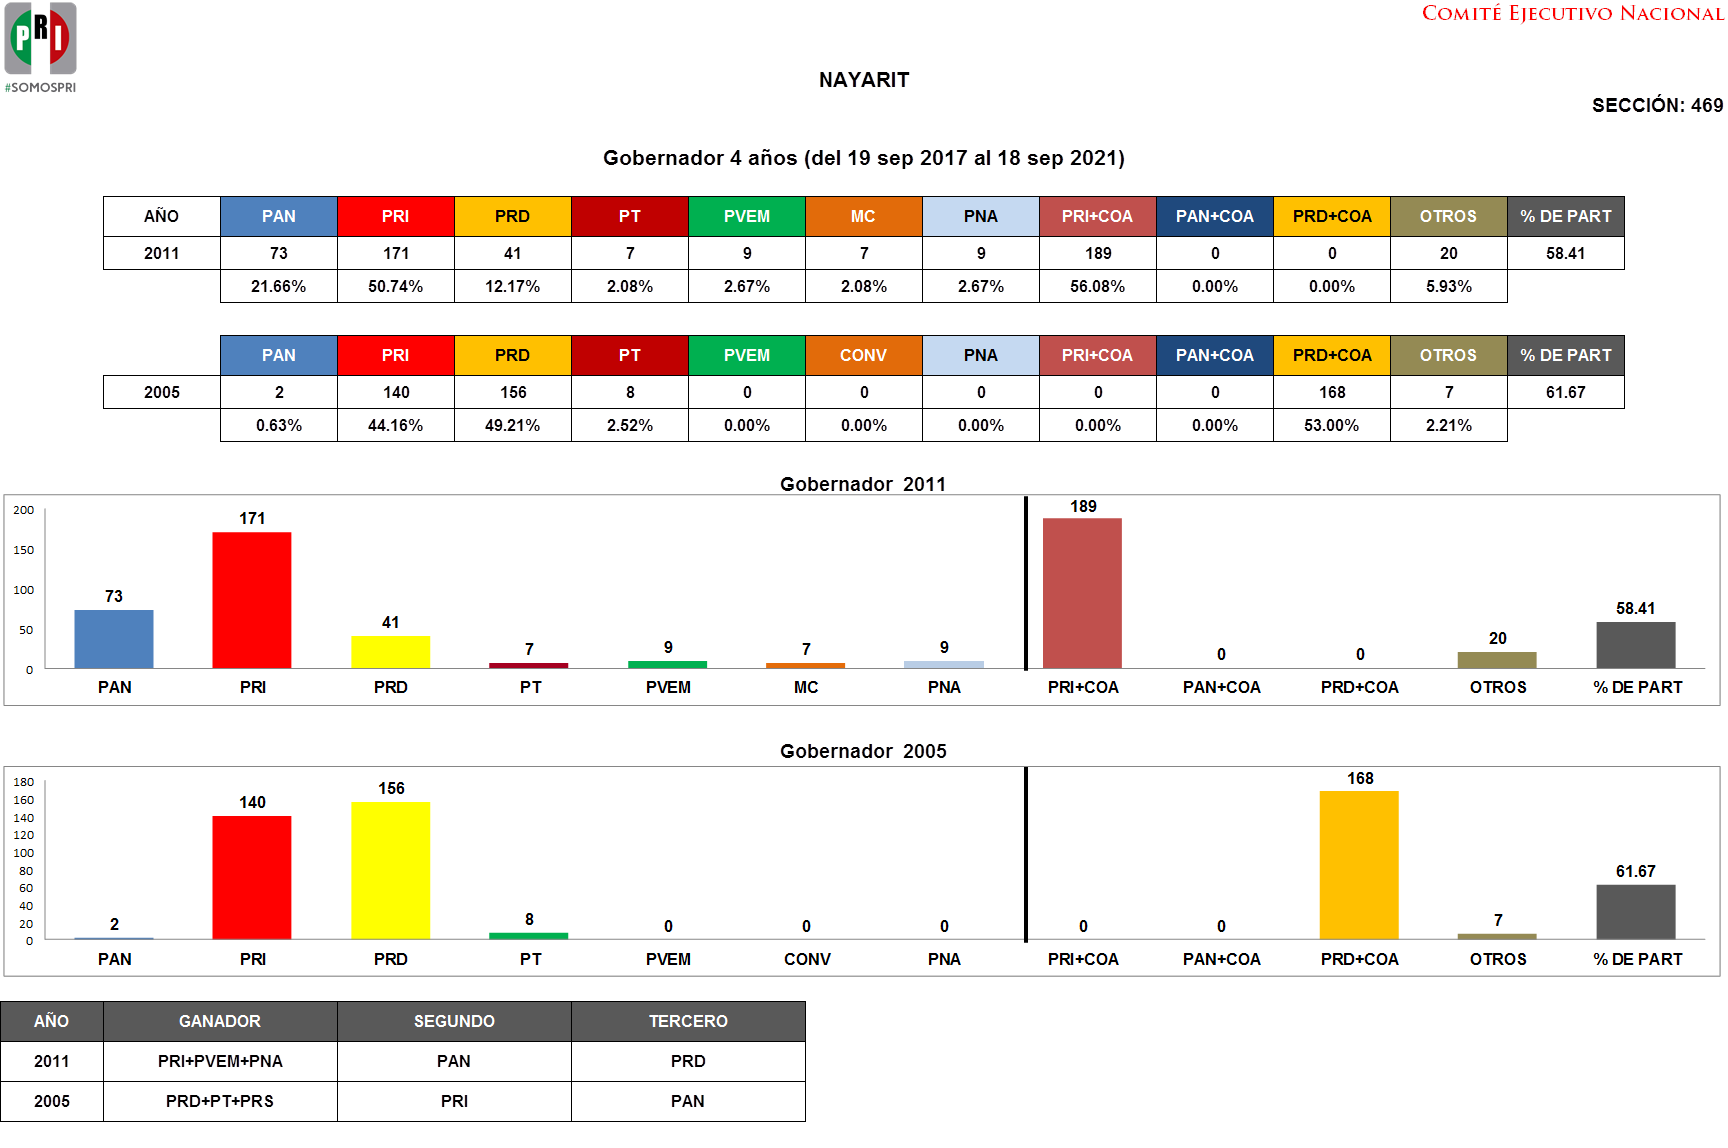 PRI
#SOMOSPRI
COMITÉ EJECUTIVO NACIONAL
NAYARIT
SECCIÓN: 469
Gobernador 4 años (del 19 sep 2017 al 18 sep 2021)
AÑO PAN PRI PRD PT PVEM MC PNA PRI+COA PAN+COA PRD+COA OTROS % DE PART
2011 73 171 41 7 9 7 9 189 0 0 20 58.41
21.66% 50.74% 12.17% 2.08% 2.67% 2.08% 2.67% 56.08% 0.00% 0.00% 5.93%
PAN PRI PRD PT PVEM CONV PNA PRI+COA PAN+COA PRD+COA OTROS % DE PART
2005 2 140 156 8 0 0 0 0 0 168 7 61.67
0.63% 44.16% 49.21% 2.52% 0.00% 0.00% 0.00% 0.00% 0.00% 53.00% 2.21%
Gobernador 2011
200
150
100
50
0
73 171 41 7 9 7 9 189 0 0 20 58.41
PAN PRI PRD PT PVEM MC PNA PRI+COA PAN+COA PRD+COA OTROS % DE PART
Gobernador 2005
180
160
140
120
100
80
60
40
20
0
2 140 156 8 0 0 0 0 0 168 7 61.67
PAN PRI PRD PT PVEM CONV PNA PRI+COA PAN+COA PRD+COA OTROS % DE PART
AÑO GANADOR SEGUNDO TERCERO
2011 PRI+PVEM+PNA PAN PRD
2005 PRD+PT+PRS PRI PAN